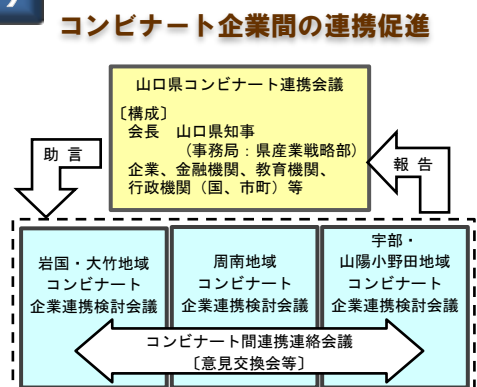 コンビナート企業間の連携促進
山口県コンビナート連携会議
〔構成〕
会長　山口県知事
（事務局：県産業戦略部）
企業、金融機関、教育機関、
行政機関（国、市町）等
助 言
報 告
岩国・大竹地域
コンビナート
企業連携検討会議
周南地域
コンビナート
企業連携検討会議
宇部・
山陽小野田地域
コンビナート
企業連携検討会議
コンビナート間連携連絡会議
〔意見交換会等〕